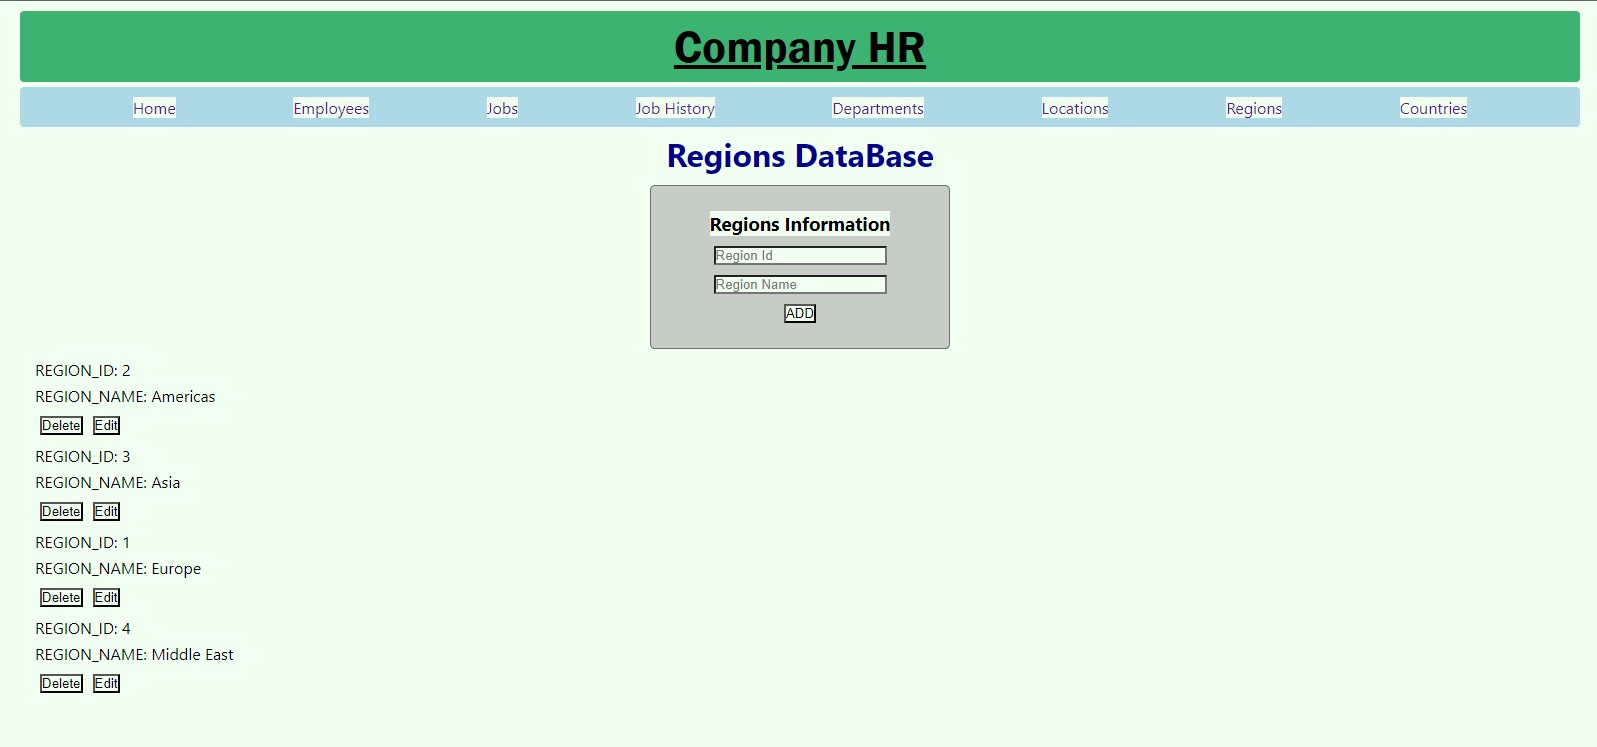 Company HR
Home Employees Jobs Job History Departments Locations Regions Countries
Regions DataBase
Regions Information
Region Id
Region Name
ADD
REGION_ID: 2
REGION_NAME: Americas
Delete Edit
REGION_ID: 3
REGION_NAME: Asia
Delete Edit
REGION_ID: 1
REGION_NAME: Europe
Delete Edit
REGION_ID: 4
REGION_NAME: Middle East
Delete Edit